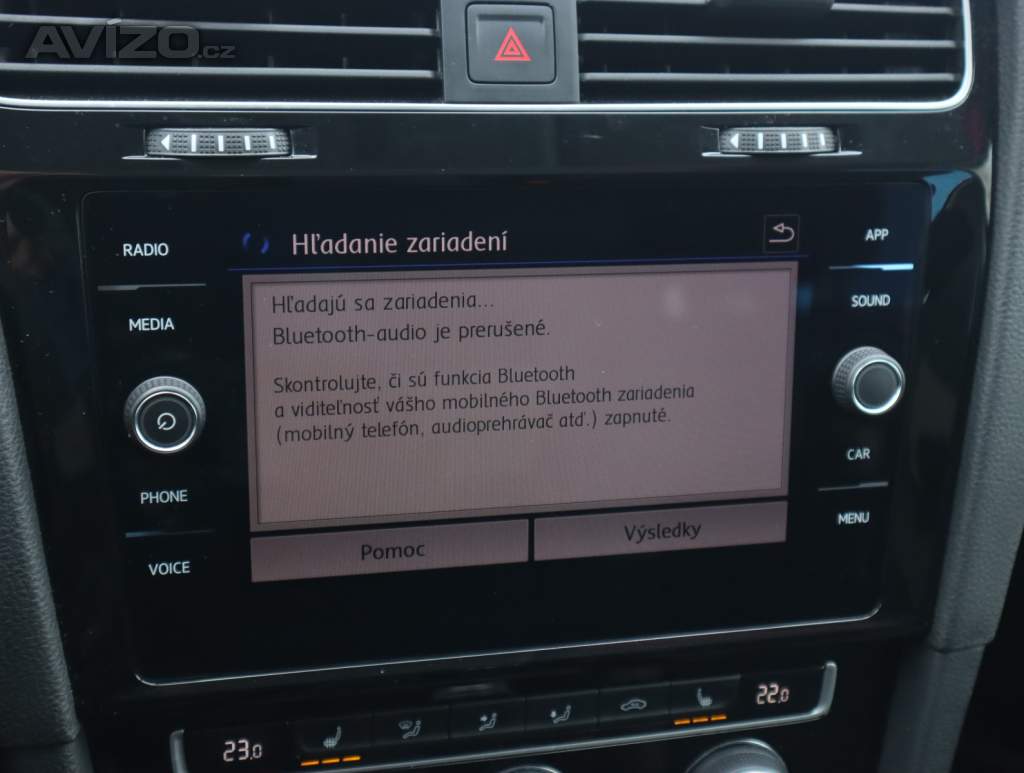 AVÍZO.cz
RADIO
MEDIA
PHONE
VOICE
Hľadanie zariadení
Hľadajú sa zariadenia...
Bluetooth-audio je prerušené.
Skontrolujte, či sú funkcia Bluetooth
a viditeľnosť vášho mobilného Bluetooth zariadenia
(mobilný telefón, audioprehrávač atď.) zapnuté.
Pomoc
Výsledky
APP
SOUND
CAR
MENU
23.0
22.0